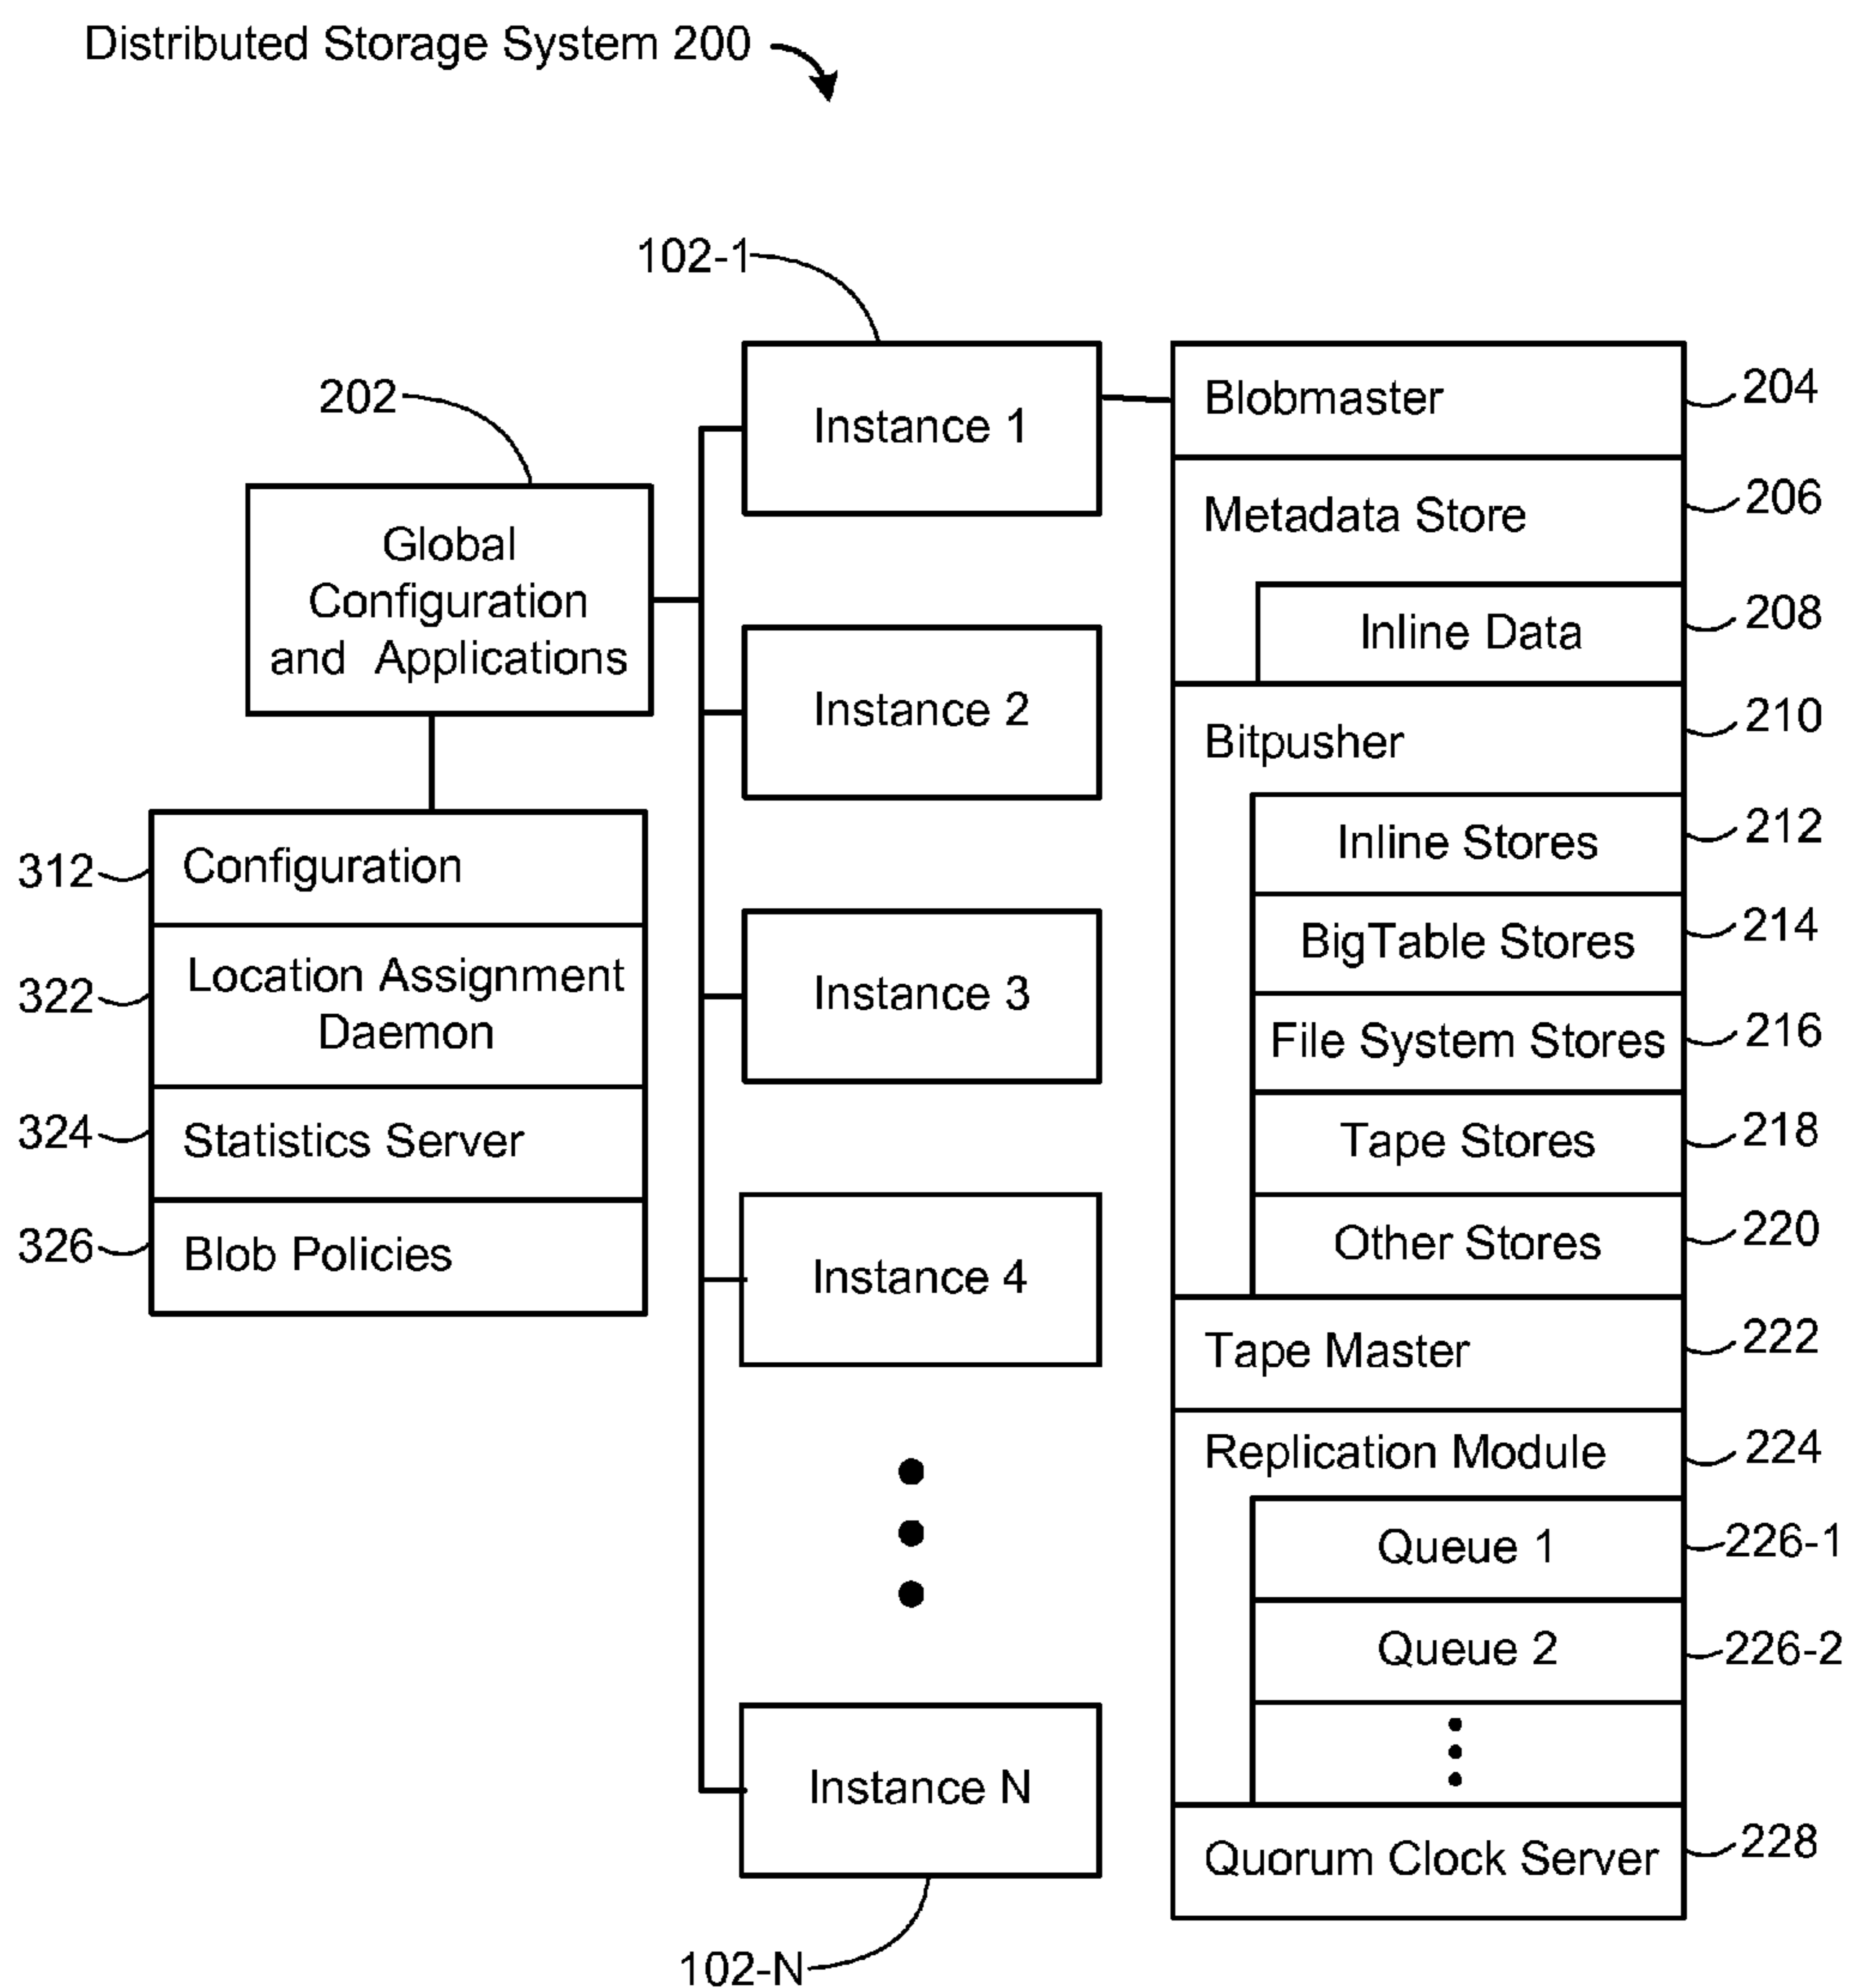 Distributed Storage System 200
102-1
202
Global
Configuration
and Applications
312
Configuration
322
Location Assignment
Daemon
324
Statistics Server
326
Blob Policies
Instance 1
Instance 2
Instance 3
Instance 4
Instance N
102-N
Blobmaster
204
Metadata Store
206
Inline Data
208
Bitpusher
210
Inline Stores
212
BigTable Stores
214
File System Stores
216
Tape Stores
218
Other Stores
220
Tape Master
222
Replication Module
224
Queue 1
226-1
Queue 2
226-2
Quorum Clock Server
228